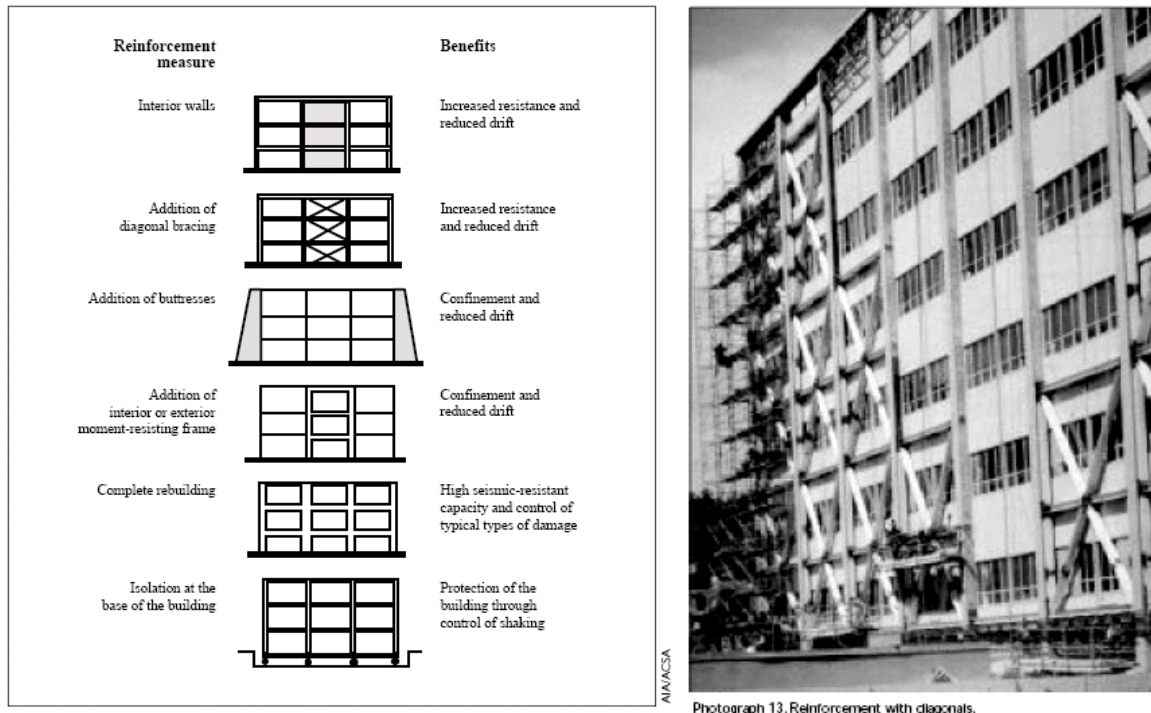 Reinforcement
measure
Benefits
Interior walls
Increased resistance and
reduced drift
Addition of
diagonal bracing
Increased resistance
and reduced drift
Addition of buttresses
Confinement and
reduced drift
Addition of
interior or exterior
moment-resisting frame
Confinement and
reduced drift
Complete rebuilding
High seismic-resistant
capacity and control of
typical types of damage
Isolation at the
base of the building
Protection of the
building through
control of shaking
AIA/ACSA
Photograph 13. Reinforcement with diagonals.